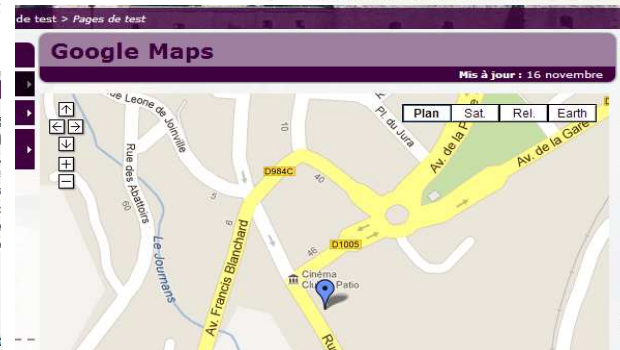 de test > Pages de test
Google Maps
Mis à jour : 16 novembre
Plan Sat. Rel. Earth
Rue Leone de Joinville
Pl. du Jura
Av. de la
Av. de la Gare
Rue des Abattoirs
10
D984C
40
5
60
6
Le Journans
Av. Francis Blanchard
46
D1005
Cinéma
Patio